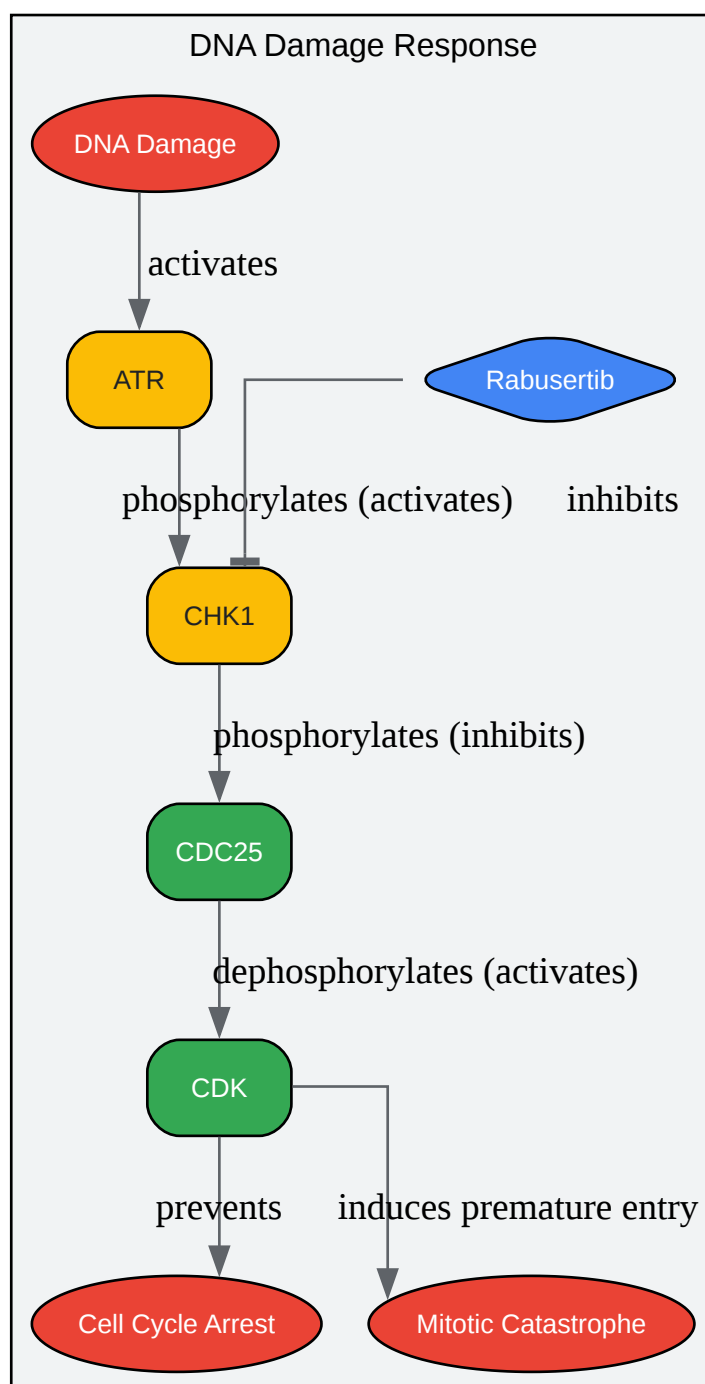 DNA Damage Response
DNA Damage
activates
ATR
Rabusertib
phosphorylates (activates)
inhibits
CHK1
phosphorylates (inhibits)
CDC25
dephosphorylates (activates)
CDK
prevents
induces premature entry
Cell Cycle Arrest
Mitotic Catastrophe